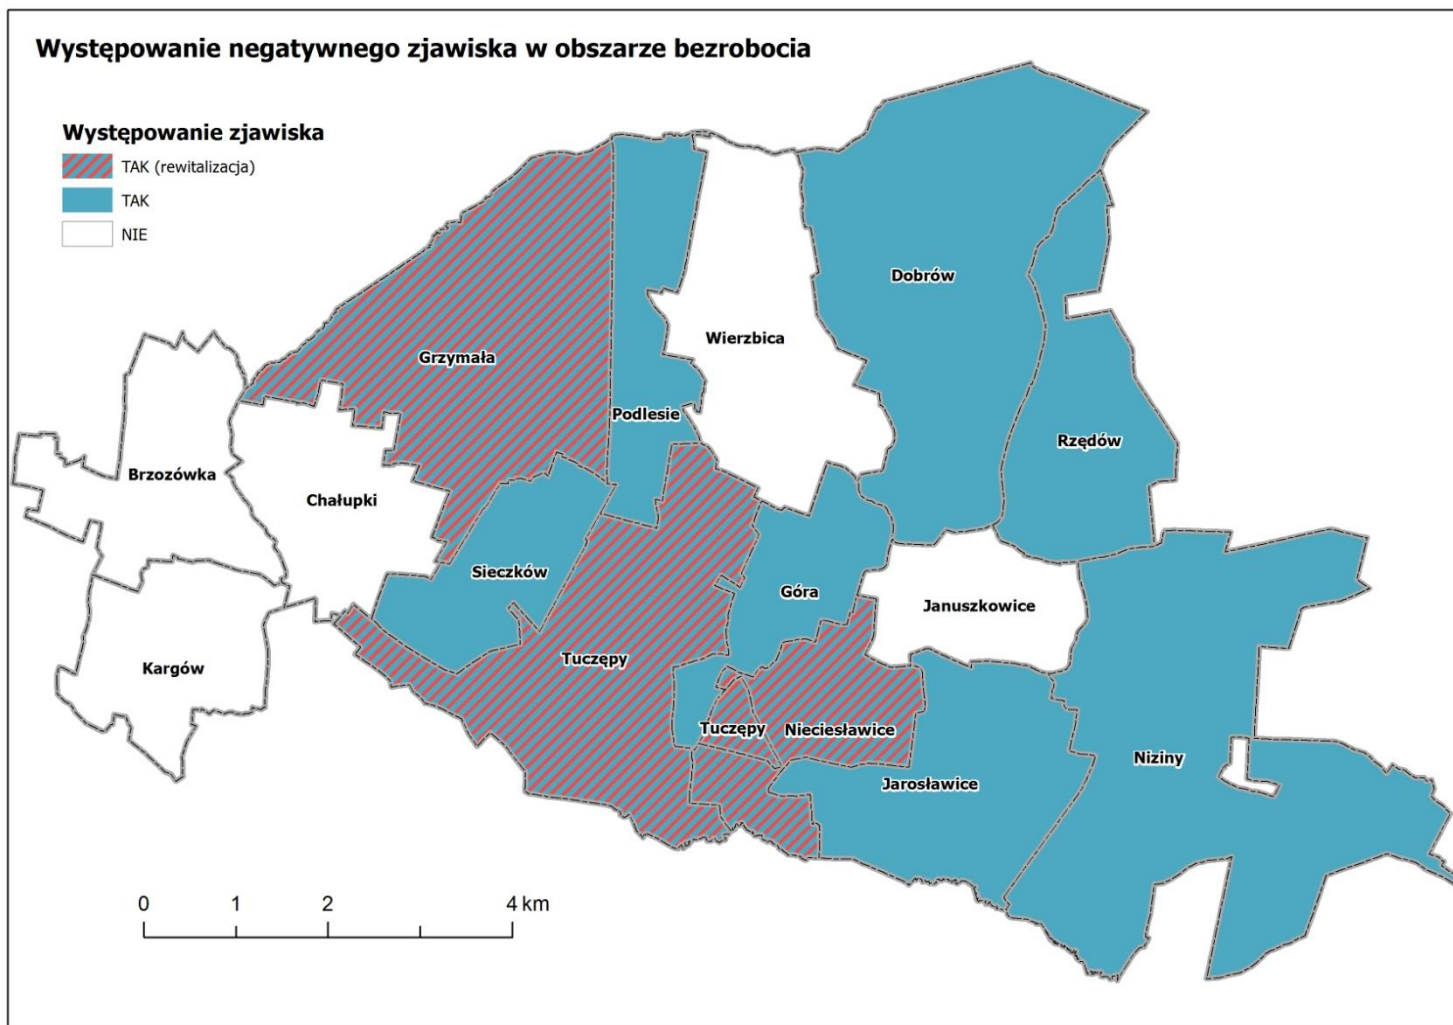 Występowanie negatywnego zjawiska w obszarze bezrobocia
Występowanie zjawiska
TAK (rewitalizacja)
TAK
NIE
Dobrów
Wierzbica
Grzymała
Podlesie
Rzędów
Brzozówka
Chałupki
Sieczków
Góra
Januszkowice
Tuczępy
Kargów
Tuczępy
Nieciesławice
Niziny
Jarosławice
0 1 2 4 km